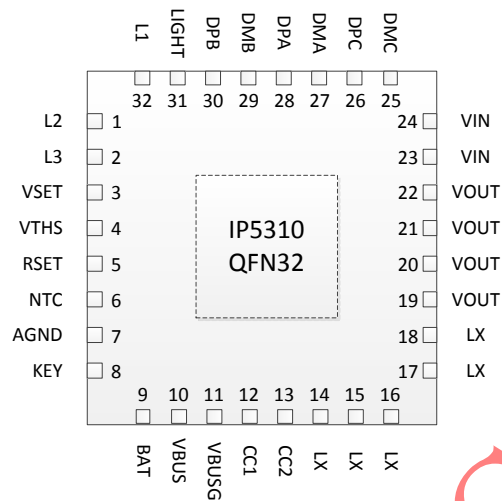 L1 LIGHT DPB DMB DPA DMA DPC DMC
32 31 30 29 28 27 26 25
L2 1 24 VIN
L3 2 23 VIN
VSET 3 22 VOUT
VTHS 4 21 VOUT
RSET 5 20 VOUT
NTC 6 19 VOUT
AGND 7 18 LX
KEY 8 17 LX
IP5310
QFN32
9 10 11 12 13 14 15 16
BAT VBUS VBUSG CC1 CC2 LX LX LX